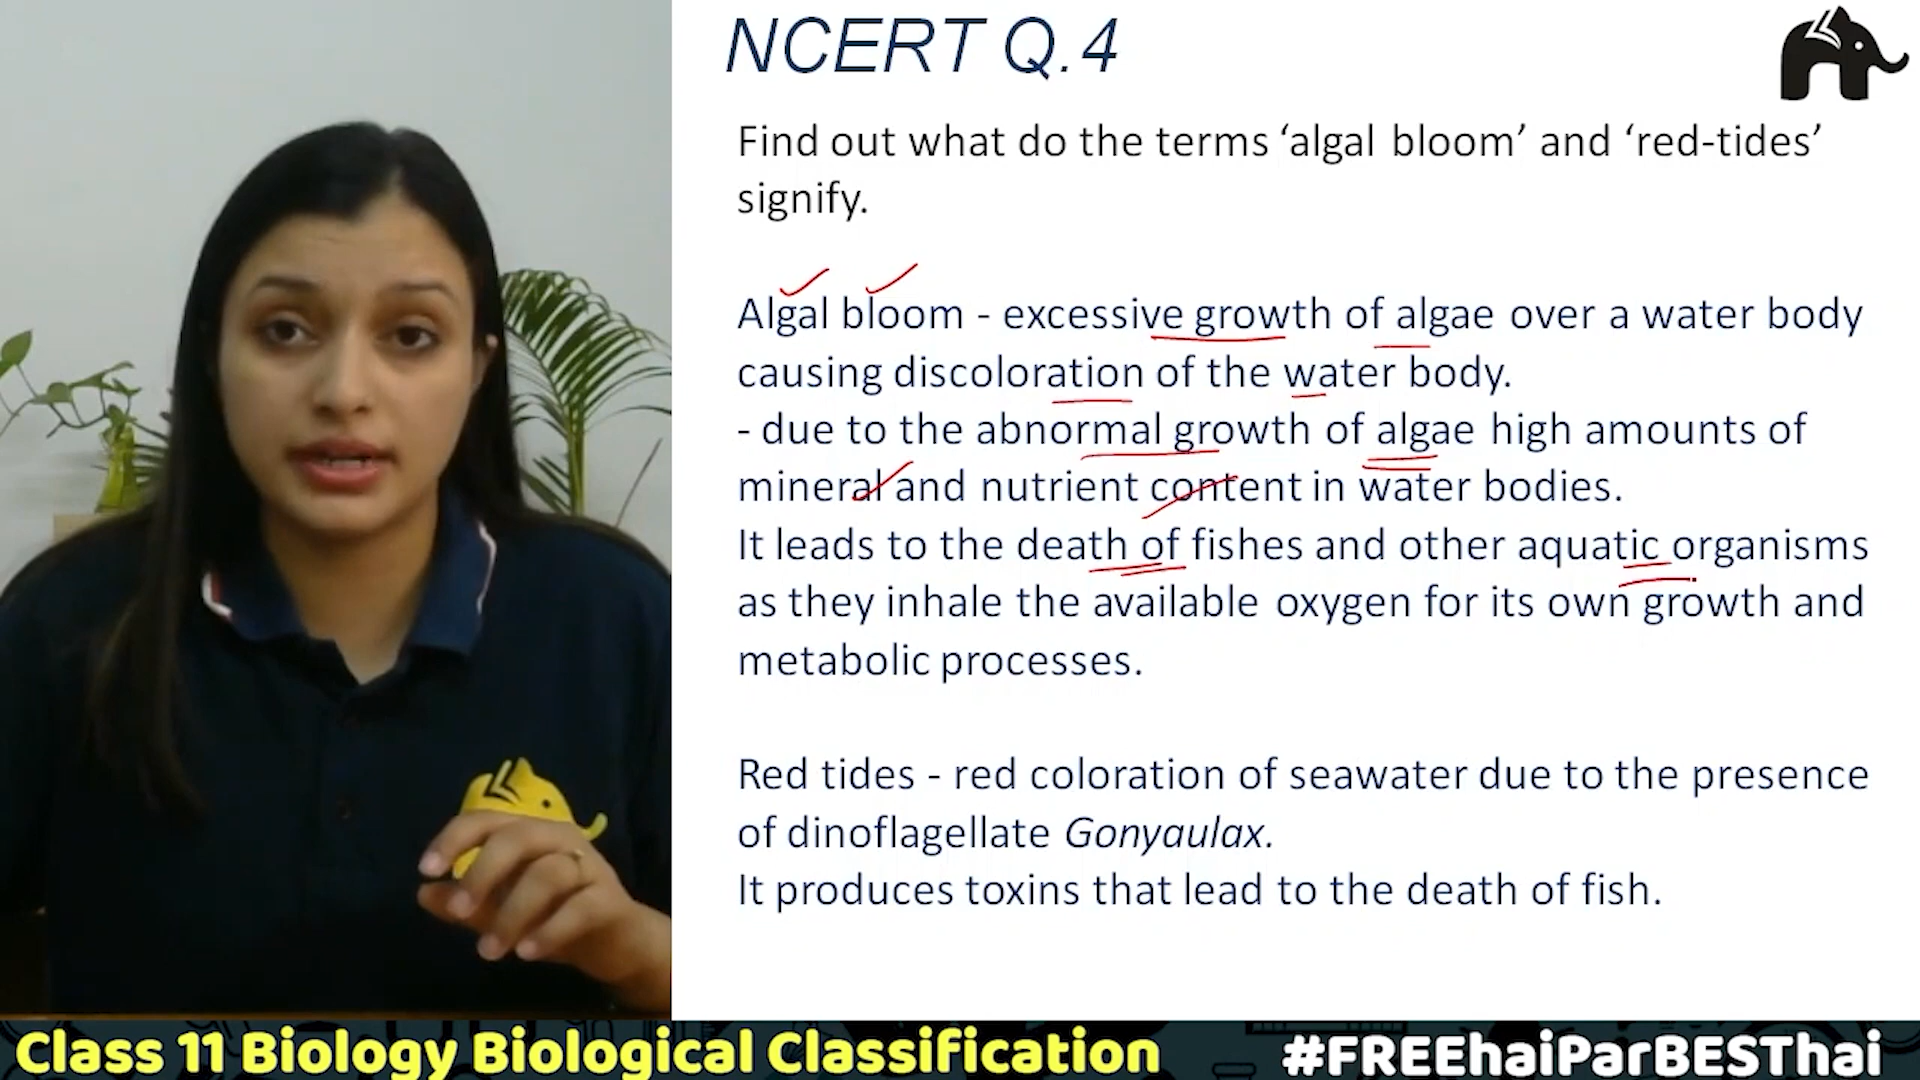 NCERT Q.4
Find out what do the terms ‘algal bloom’ and ‘red-tides’
signify.
Algal bloom - excessive growth of algae over a water body
causing discoloration of the water body.
- due to the abnormal growth of algae high amounts of
mineral and nutrient content in water bodies.
It leads to the death of fishes and other aquatic organisms
as they inhale the available oxygen for its own growth and
metabolic processes.
Red tides - red coloration of seawater due to the presence
of dinoflagellate Gonyaulax.
It produces toxins that lead to the death of fish.
Class 11 Biology Biological Classification
#FREEhaiParBESThai